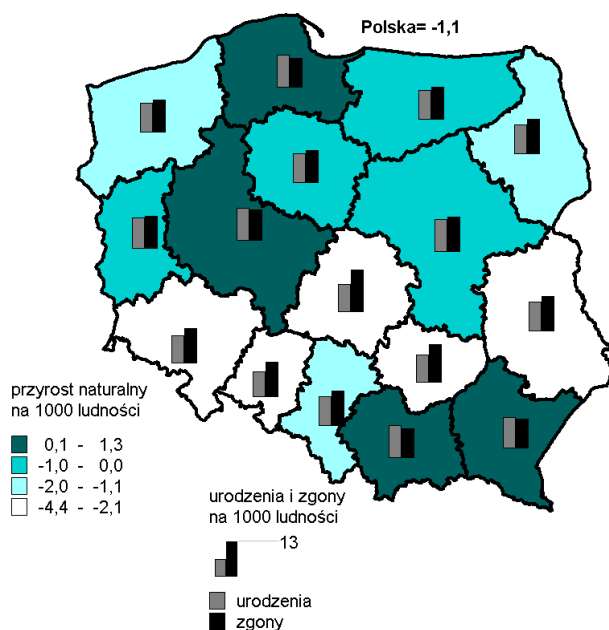 Polska= -1,1
przyrost naturalny
na 1000 ludności
0,1 - 1,3
-1,0 - 0,0
-2,0 - -1,1
-4,4 - -2,1
urodzenia i zgony
na 1000 ludności
13
urodzenia
zgony